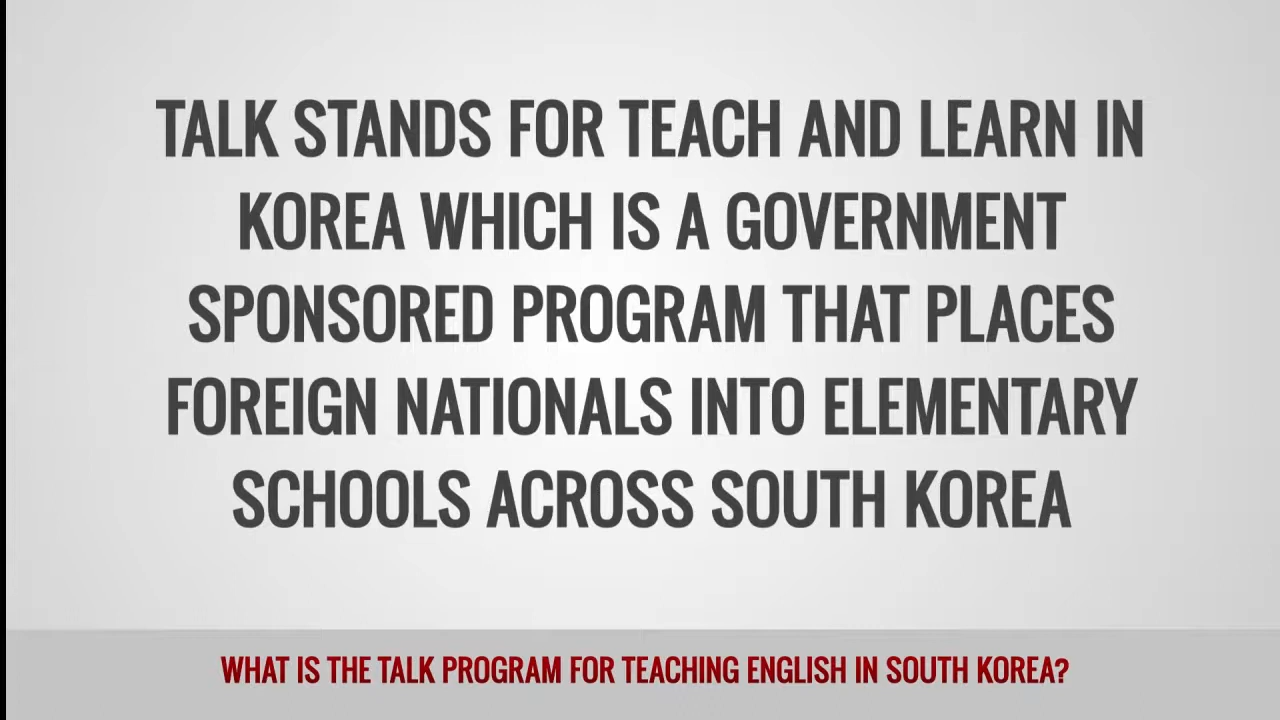 TALK STANDS FOR TEACH AND LEARN IN
KOREA WHICH IS A GOVERNMENT
SPONSORED PROGRAM THAT PLACES
FOREIGN NATIONALS INTO ELEMENTARY
SCHOOLS ACROSS SOUTH KOREA
WHAT IS THE TALK PROGRAM FOR TEACHING ENGLISH IN SOUTH KOREA?